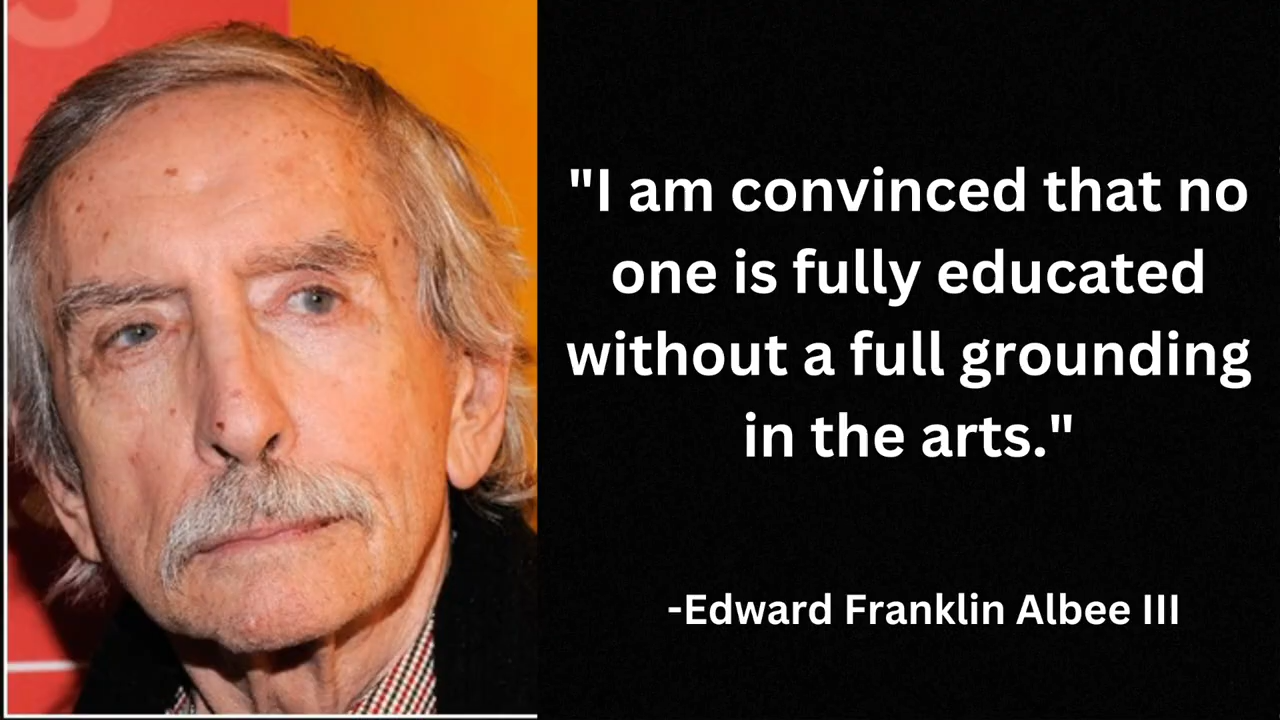 "I am convinced that no
one is fully educated
without a full grounding
in the arts."
-Edward Franklin Albee III